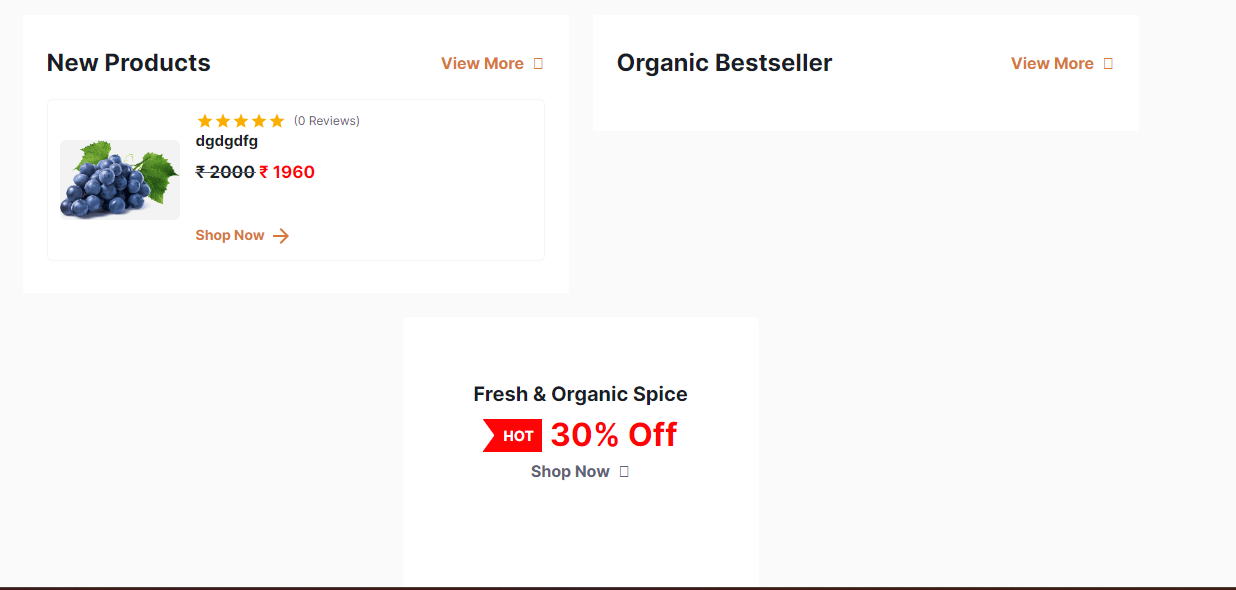 New Products
View More
(0 Reviews)
dgdgdfg
₹ 2000 ₹ 1960
Shop Now
Organic Bestseller
View More
Fresh & Organic Spice
HOT 30% Off
Shop Now